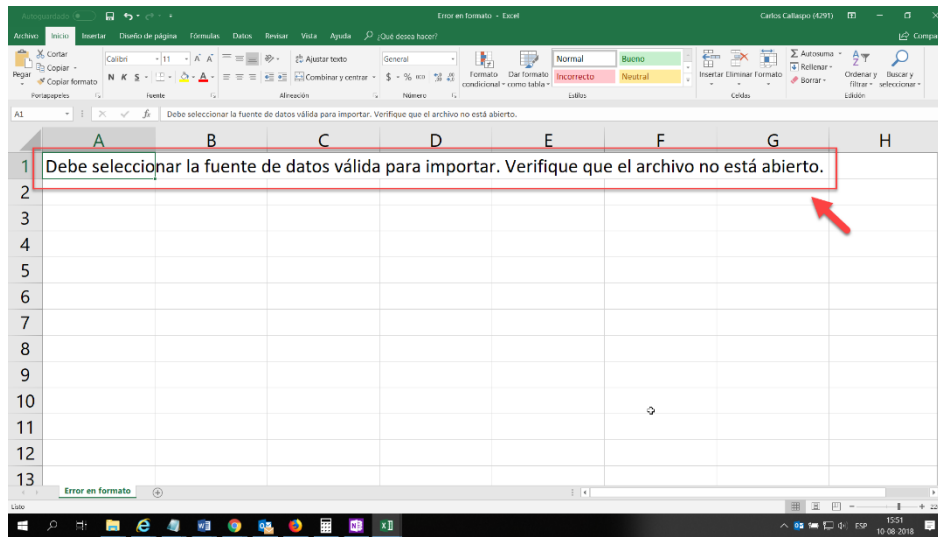 Autoguardado
Error en formato - Excel
Carlos Callaspo (4291)
Archivo Inicio Insertar Diseño de página Fórmulas Datos Revisar Vista Ayuda ¿Qué desea hacer?
Compa
Pegar
Cortar
Copiar
Copiar formato
Portapapeles
Calibri 11 A A
N K S A
Fuente
Ajustar texto
Combinar y centrar
Alineación
General
$ % 000
Número
Formato condicional
Dar formato como tabla
Normal Bueno
Incorrecto Neutral
Estilos
Insertar Eliminar Formato
Celdas
Autosuma
Rellenar
Borrar
Ordenar y filtrar
Buscar y seleccionar
Edición
A1 fx Debe seleccionar la fuente de datos válida para importar. Verifique que el archivo no está abierto.
A B C D E F G H
1 Debe seleccionar la fuente de datos válida para importar. Verifique que el archivo no está abierto.
2
3
4
5
6
7
8
9
10
11
12
13
Error en formato
Listo
ESP
15:51
10-08-2018